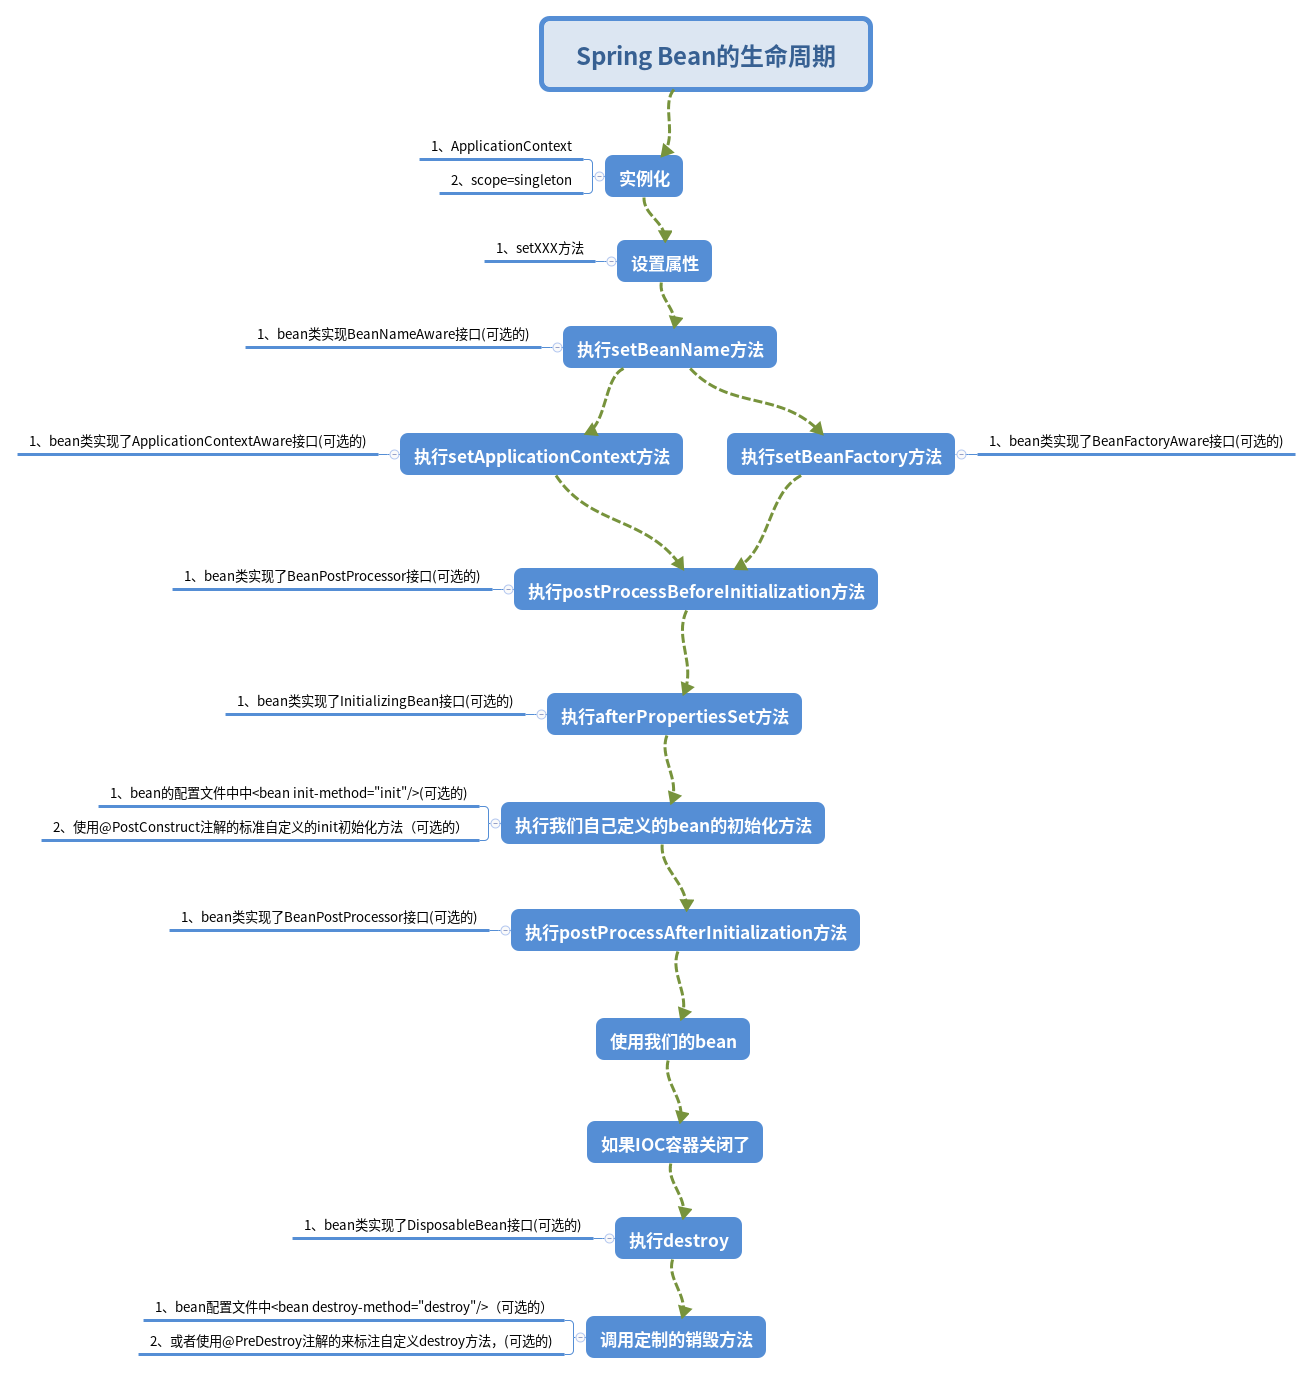 Spring Bean的生命周期
1、ApplicationContext
2、scope=singleton
实例化
1、setXXX方法
设置属性
1、bean类实现BeanNameAware接口(可选的)
执行setBeanName方法
1、bean类实现了ApplicationContextAware接口(可选的)
执行setApplicationContext方法
执行setBeanFactory方法
1、bean类实现了BeanFactoryAware接口(可选的)
1、bean类实现了BeanPostProcessor接口(可选的)
执行postProcessBeforeInitialization方法
1、bean类实现了InitializingBean接口(可选的)
执行afterPropertiesSet方法
1、bean的配置文件中中<bean init-method="init"/>(可选的)
2、使用@PostConstruct注解的标准自定义的init初始化方法（可选的）
执行我们自己定义的bean的初始化方法
1、bean类实现了BeanPostProcessor接口(可选的)
执行postProcessAfterInitialization方法
使用我们的bean
如果IOC容器关闭了
1、bean类实现了DisposableBean接口(可选的)
执行destroy
1、bean配置文件中<bean destroy-method="destroy"/>（可选的）
2、或者使用@PreDestroy注解的来标注自定义destroy方法，(可选的)
调用定制的销毁方法